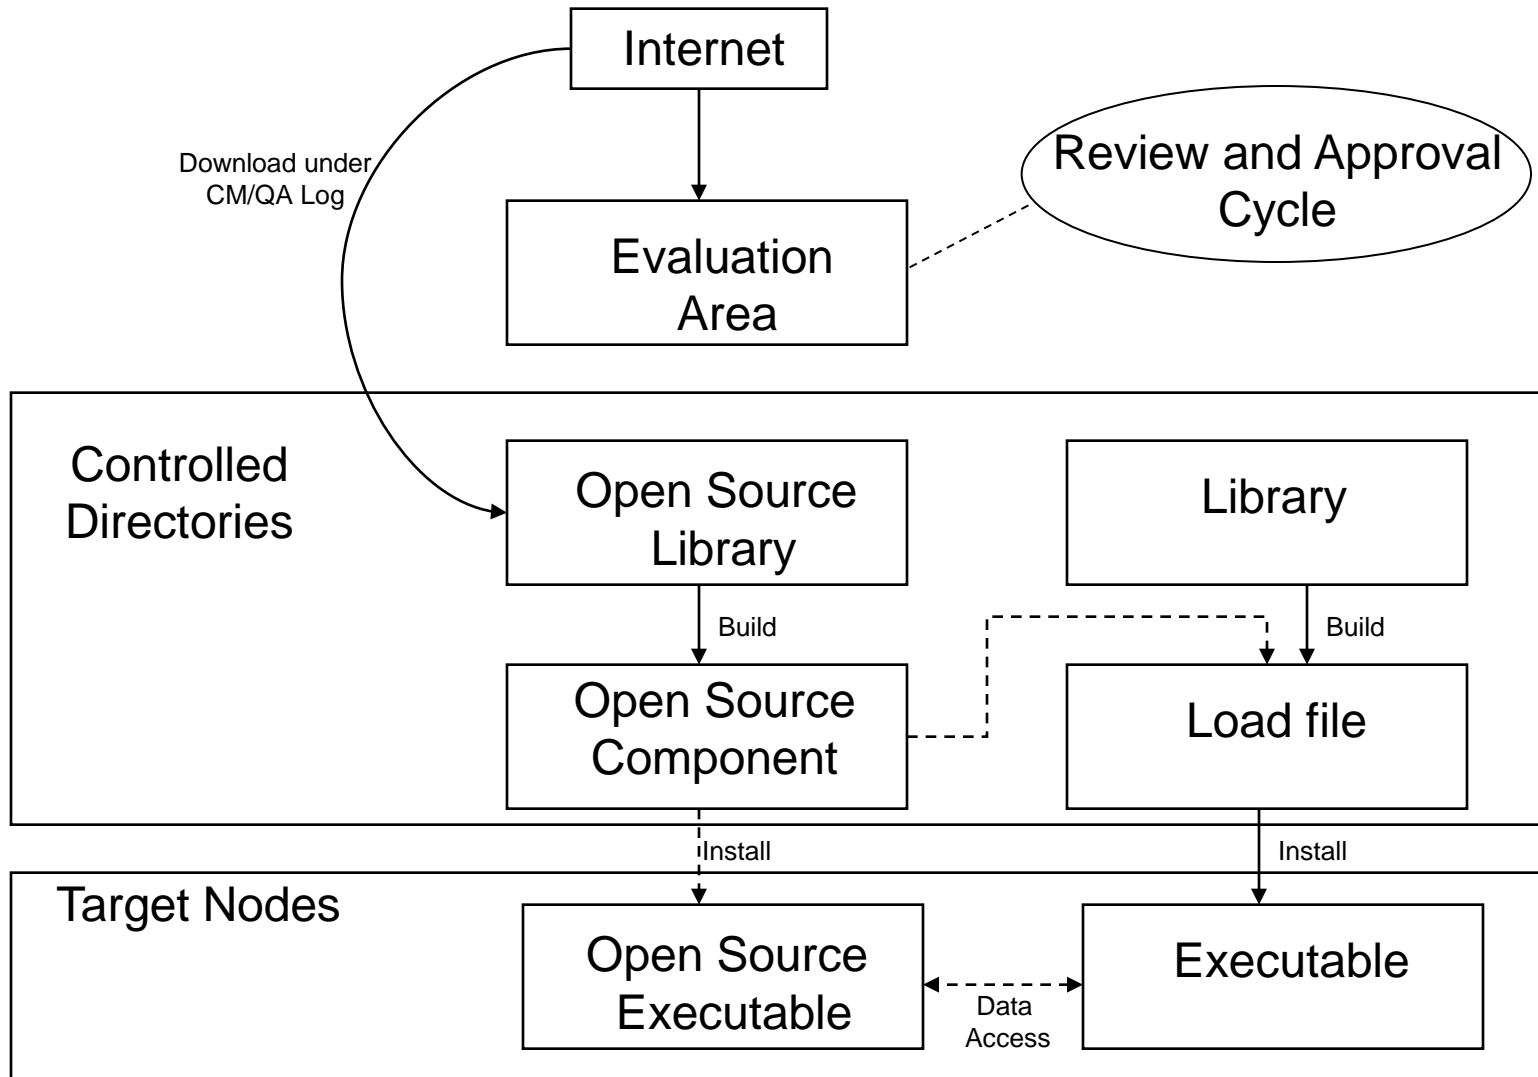 Internet
Download under
CM/QA Log
Review and Approval
Cycle
Evaluation
Area
Controlled
Directories
Open Source
Library
Library
Build
Build
Open Source
Component
Load file
Install
Install
Target Nodes
Open Source
Executable
Executable
Data
Access